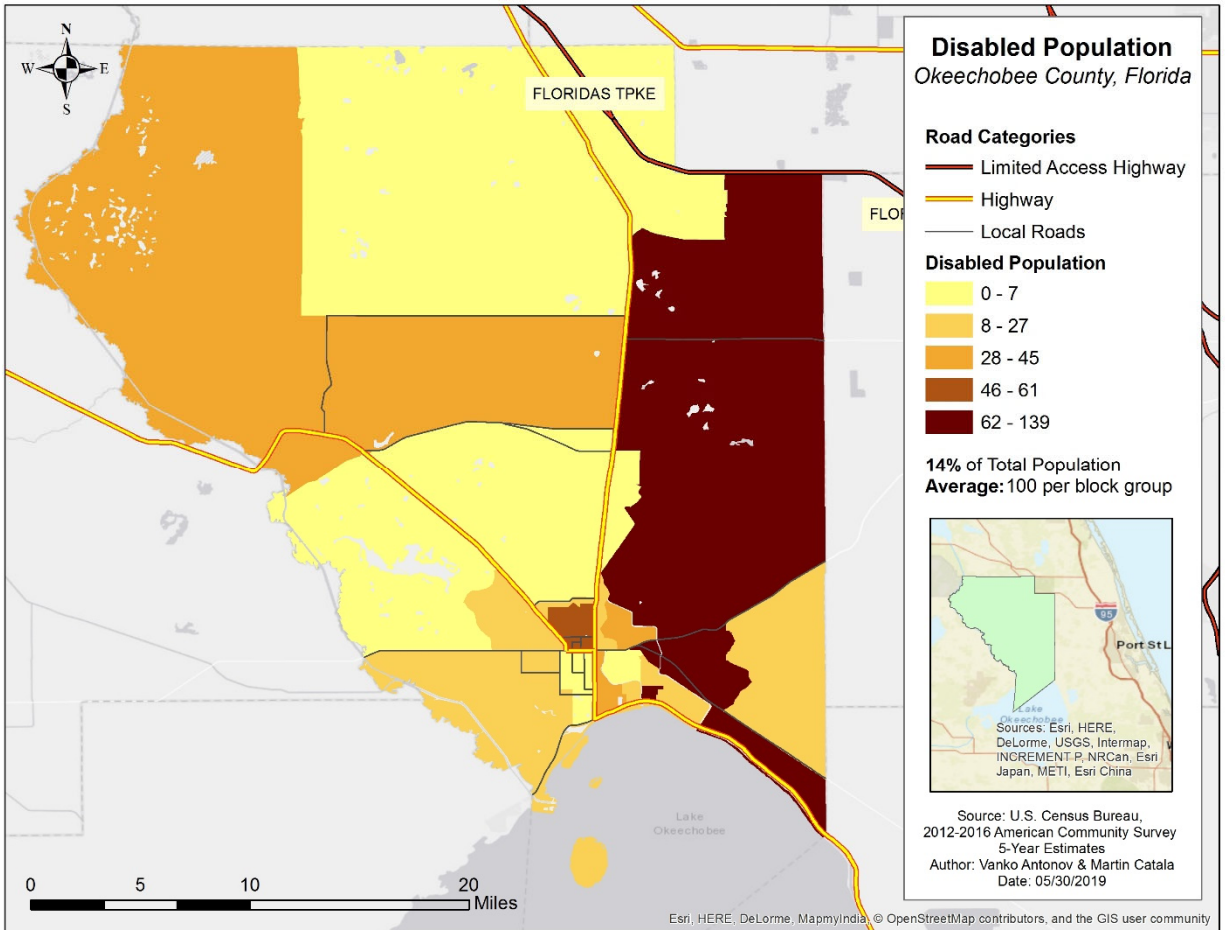 N
W E
S
FLORIDAS TPKE
FLOR
Disabled Population
Okeechobee County, Florida
Road Categories
Limited Access Highway
Highway
Local Roads
Disabled Population
0 - 7
8 - 27
28 - 45
46 - 61
62 - 139
14% of Total Population
Average: 100 per block group
95
Port St L
Lake
Okeechobee
Sources: Esri, HERE,
DeLorme, USGS, Intermap,
INCREMENT P, NRCan, Esri
Japan, METI, Esri China
Source: U.S. Census Bureau,
2012-2016 American Community Survey
5-Year Estimates
Author: Vanko Antonov & Martin Catala
Date: 05/30/2019
Lake
Okeechobee
0 5 10 20
Miles
Esri, HERE, DeLorme, MapmyIndia, © OpenStreetMap contributors, and the GIS user community